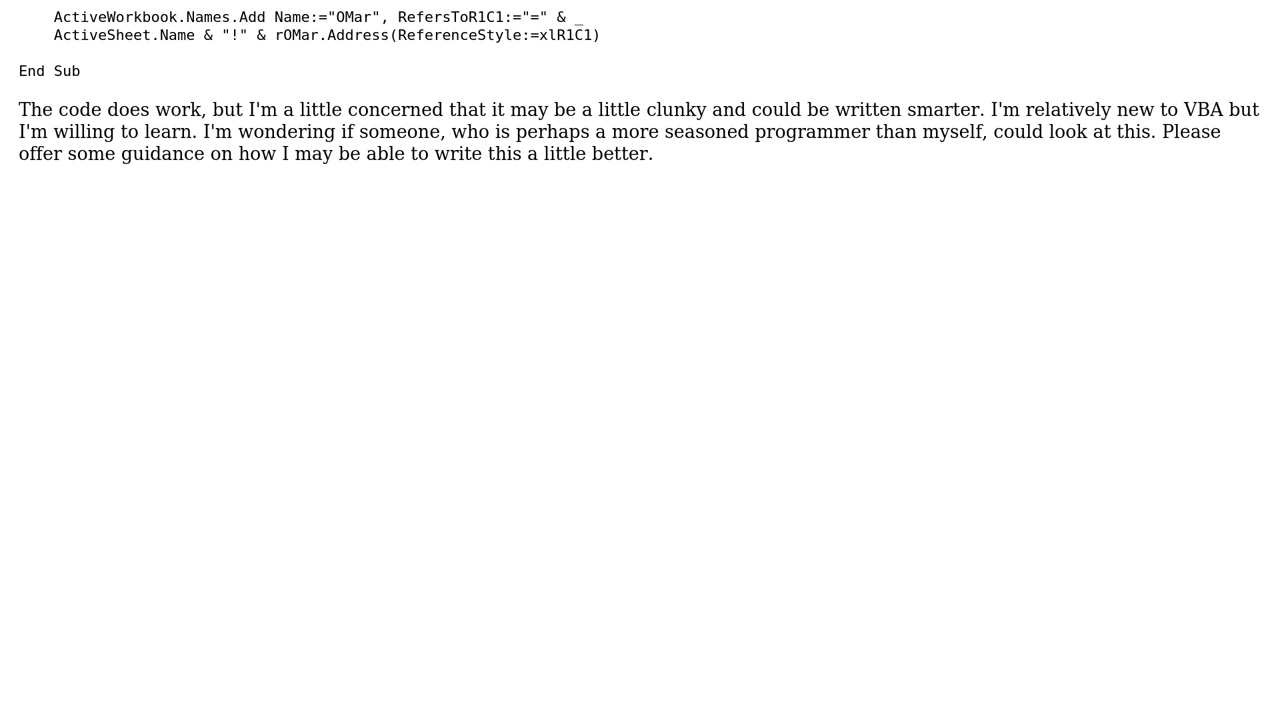 ActiveWorkbook.Names.Add Name:="OMar", RefersToR1C1:="=" & _
    ActiveSheet.Name & "!" & rOMar.Address(ReferenceStyle:=xlR1C1)
End Sub
The code does work, but I'm a little concerned that it may be a little clunky and could be written smarter. I'm relatively new to VBA but
I'm willing to learn. I'm wondering if someone, who is perhaps a more seasoned programmer than myself, could look at this. Please
offer some guidance on how I may be able to write this a little better.